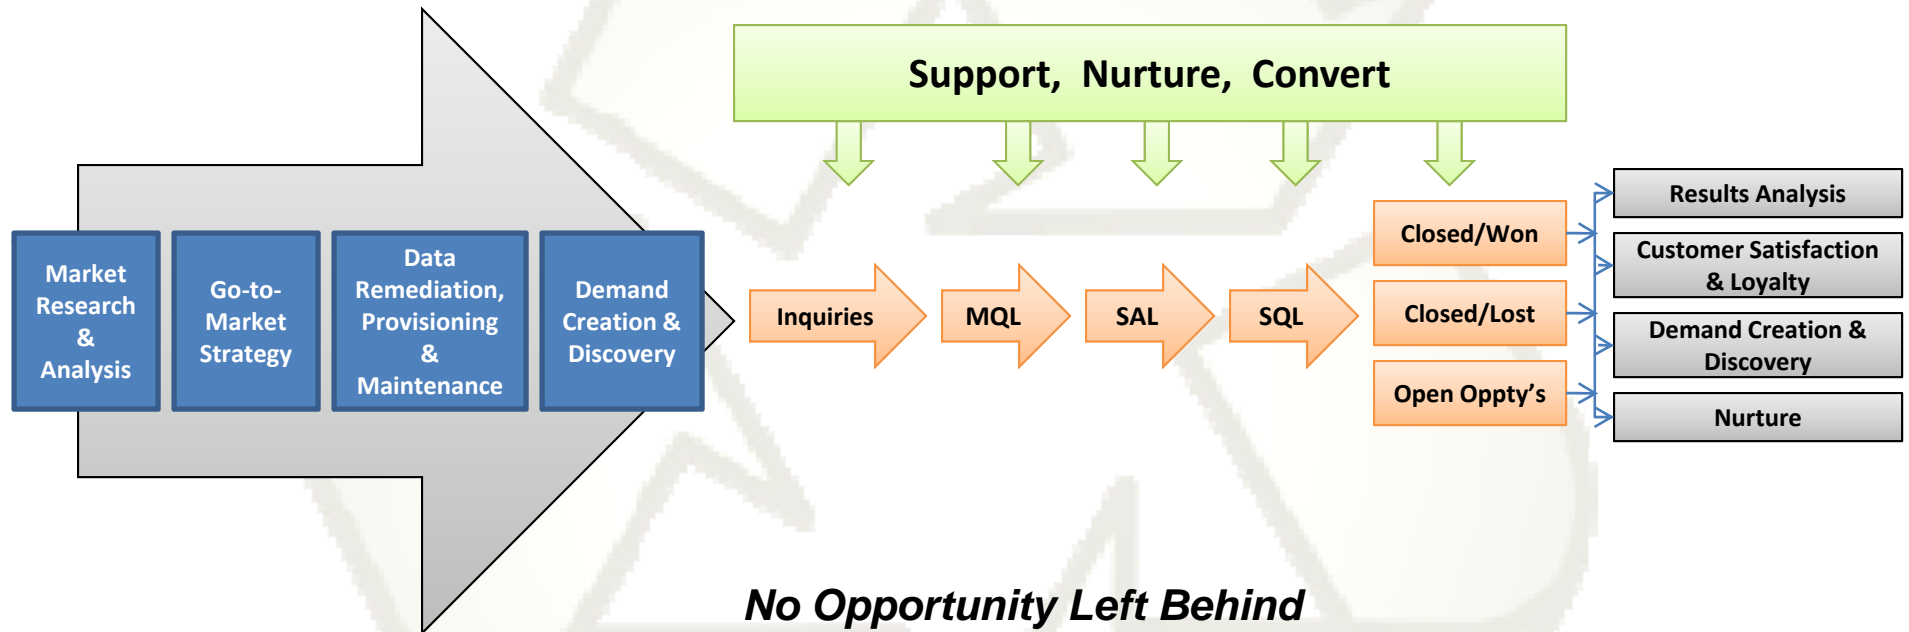 Support, Nurture, Convert
Market
Research
&
Analysis
Go-to-
Market
Strategy
Data
Remediation,
Provisioning
&
Maintenance
Demand
Creation &
Discovery
Inquiries
MQL
SAL
SQL
Closed/Won
Closed/Lost
Open Oppty’s
Results Analysis
Customer Satisfaction
& Loyalty
Demand Creation &
Discovery
Nurture
No Opportunity Left Behind